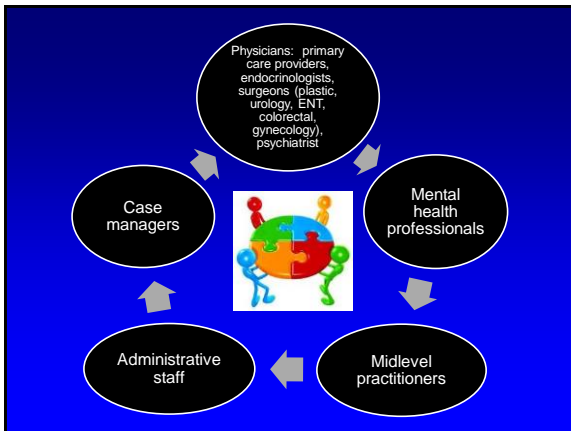 Physicians: primary
care providers,
endocrinologists,
surgeons (plastic,
urology, ENT,
colorectal,
gynecology),
psychiatrist
Mental
health
professionals
Midlevel
practitioners
Administrative
staff
Case
managers